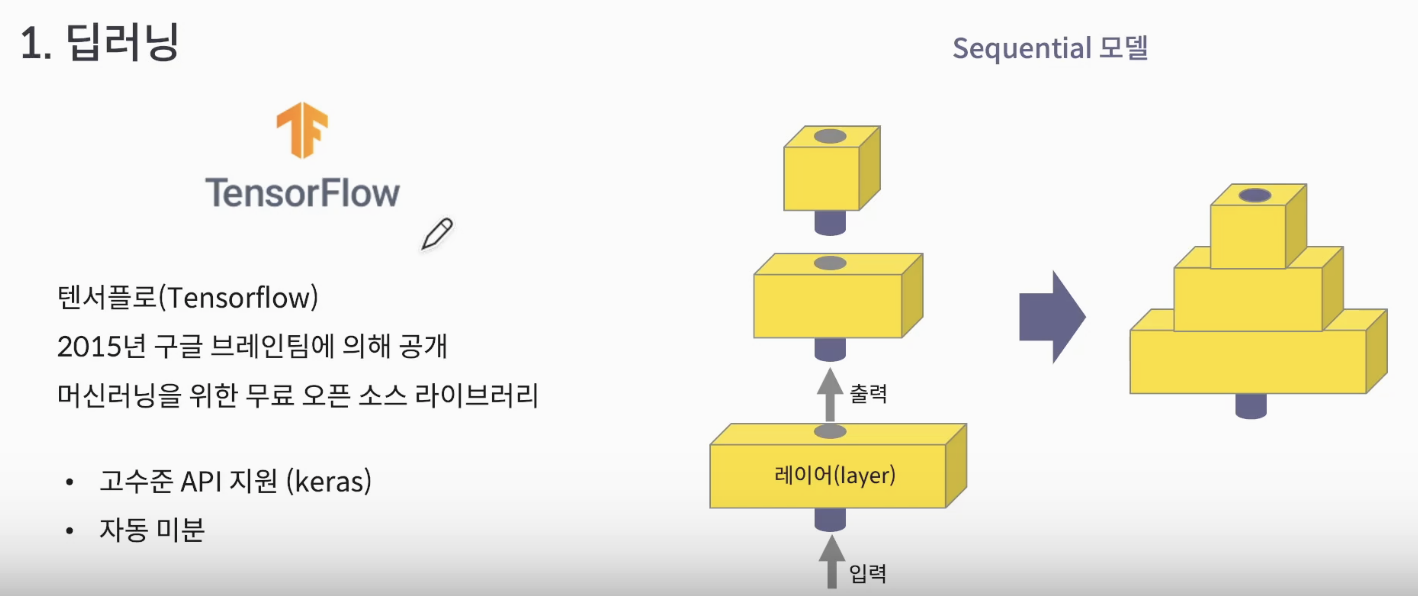 1. 딥러닝
Sequential 모델
TensorFlow
텐서플로(Tensorflow)
2015년 구글 브레인팀에 의해 공개
머신러닝을 위한 무료 오픈 소스 라이브러리
• 고수준 API 지원 (keras)
• 자동 미분
출력
레이어(layer)
입력